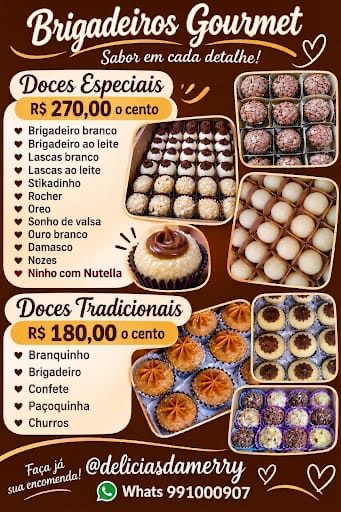 Brigadeiros Gourmet
Sabor em cada detalhe!
Doces Especiais
R$ 270,00 o cento
Brigadeiro branco
Brigadeiro ao leite
Lascas branco
Lascas ao leite
Stikadinho
Rocher
Oreo
Sonho de valsa
Ouro branco
Damasco
Nozes
Ninho com Nutella
Doces Tradicionais
R$ 180,00 o cento
Branquinho
Brigadeiro
Confete
Paçoquinha
Churros
Faça já
sua encomenda!
@deliciasdamerry
Whats 991000907